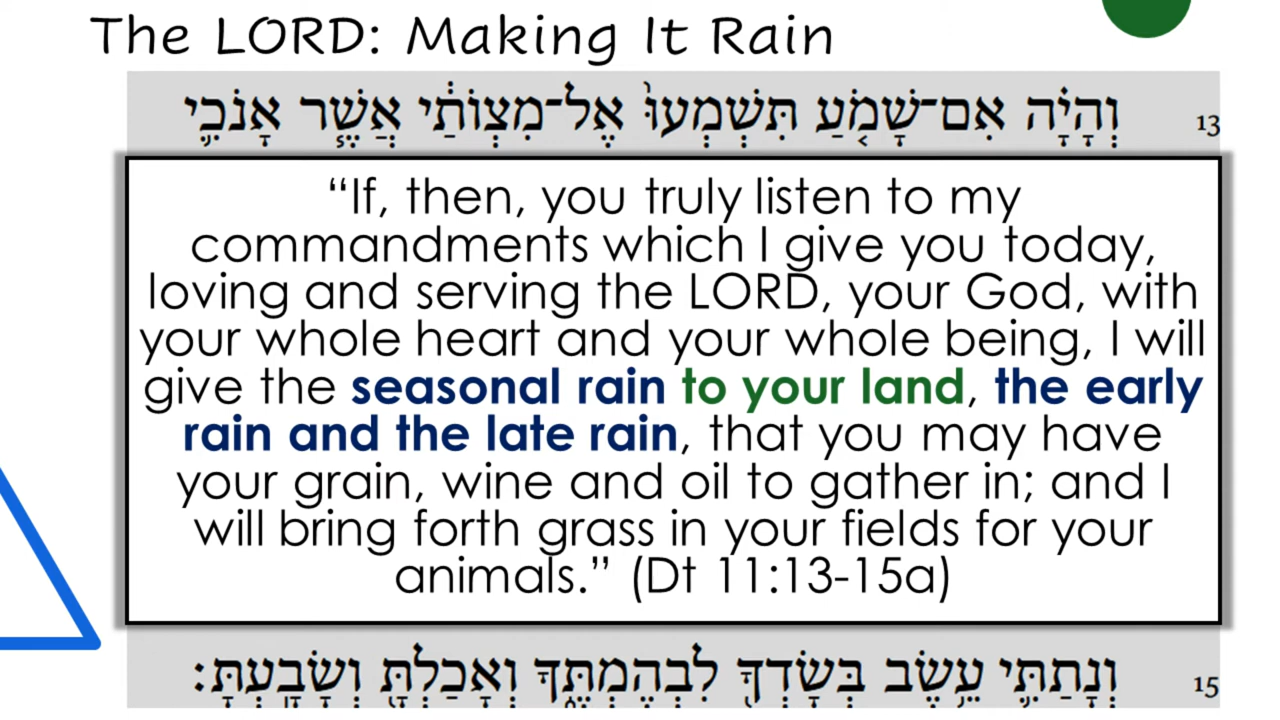 The LORD: Making It Rain
13 וְהָיָ֗ה אִם־שָׁמֹ֤עַ תִּשְׁמְעוּ֙ אֶל־מִצְוֺתַ֔י אֲשֶׁ֧ר אָנֹכִ֛י
“If, then, you truly listen to my
commandments which I give you today,
loving and serving the LORD, your God, with
your whole heart and your whole being, I will
give the seasonal rain to your land, the early
rain and the late rain, that you may have
your grain, wine and oil to gather in; and I
will bring forth grass in your fields for your
animals.” (Dt 11:13-15a)
15 וְנָתַתִּ֛י עֵ֥שֶׂב בְּשָׂדְךָ֖ לִבְהֶמְתֶּ֑ךָ וְאָכַלְתָּ֖ וְשָׂבָֽעְתָּ׃